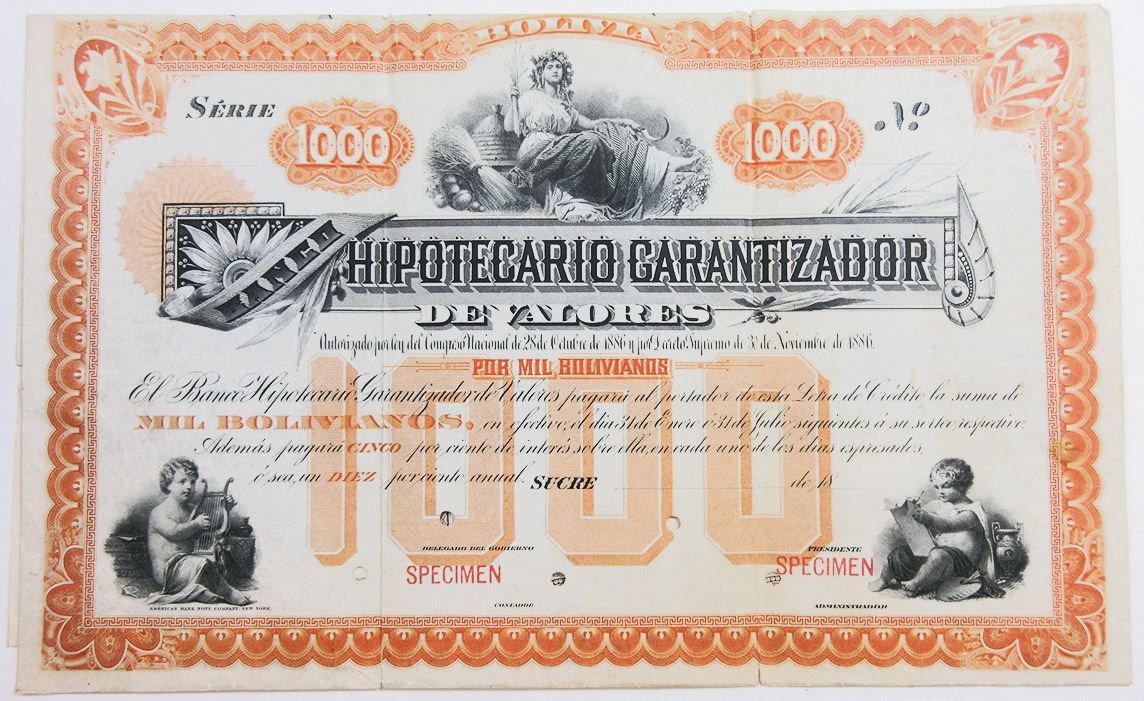 BOLIVIA
SÉRIE
1000
1000
Nº
BANCO
HIPOTECARIO GARANTIZADOR
DE VALORES
Autorizado por ley del Congreso Nacional de 28 de Octubre de 1886 y por Decreto Supremo de 3 de Noviembre de 1886.
POR MIL BOLIVIANOS
1000
El Banco Hipotecario Garantizador de Valores pagará al portador de esta Letra de Crédito la suma de
MIL BOLIVIANOS, en efectivo, el dia 31 de Enero ó 31 de Julio siguientes á su sorteo respectivo.
Además pagará CINCO por ciento de interés sobre ella, en cada uno de los dias espresados,
ó sea, un DIEZ por ciento anual. SUCRE de 18
DELEGADO DEL GOBIERNO
PRESIDENTE
SPECIMEN
SPECIMEN
CONTADOR
ADMINISTRADOR
AMERICAN BANK NOTE COMPANY, NEW YORK.